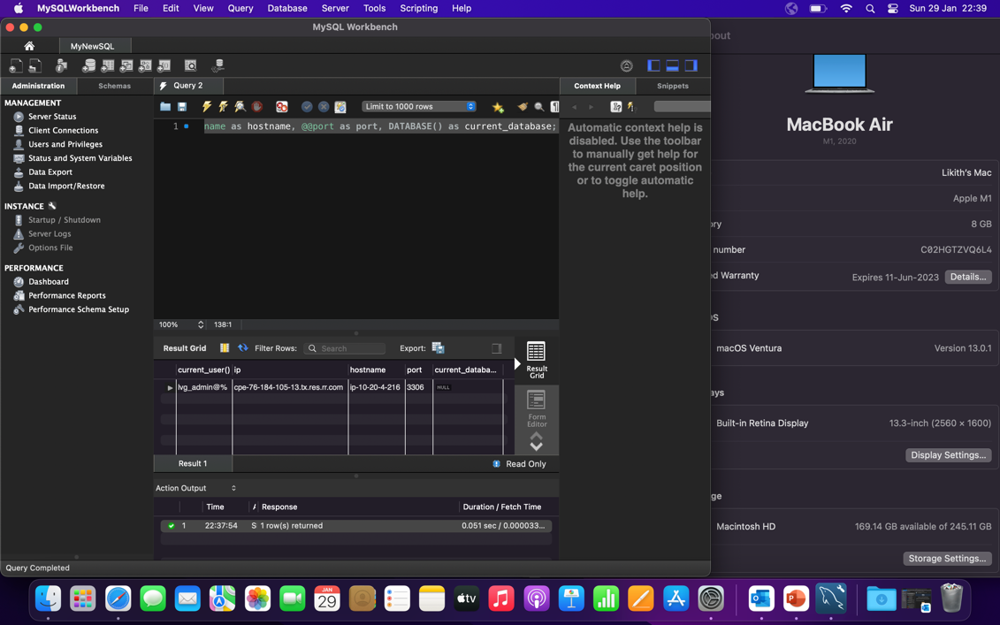 MySQLWorkbench File Edit View Query Database Server Tools Scripting Help Sun 29 Jan 22:39
MySQL Workbench
MyNewSQL
Administration Schemas
MANAGEMENT
Server Status
Client Connections
Users and Privileges
Status and System Variables
Data Export
Data Import/Restore
INSTANCE
Startup / Shutdown
Server Logs
Options File
PERFORMANCE
Dashboard
Performance Reports
Performance Schema Setup
Query 2
Limit to 1000 rows
1 name as hostname, @@port as port, DATABASE() as current_database;
100% 138:1
Result Grid Filter Rows: Search Export:
current_user() ip hostname port current_databa...
lvg_admin@% cpe-76-184-105-13.tx.res.rr.com ip-10-20-4-216 3306 NULL
Result
Grid
Form
Editor
Result 1 Read Only
Action Output
Time A Response Duration / Fetch Time
1 22:37:54 S 1 row(s) returned 0.051 sec / 0.000033...
Query Completed
Context Help Snippets
Automatic context help is
disabled. Use the toolbar
to manually get help for
the current caret position
or to toggle automatic
help.
bout
MacBook Air
M1, 2020
Likith's Mac
Apple M1
ory 8 GB
number C02HGTZVQ6L4
d Warranty Expires 11-Jun-2023 Details...
S
macOS Ventura Version 13.0.1
ays
Built-in Retina Display 13.3-inch (2560 × 1600)
Display Settings...
ge
Macintosh HD 169.14 GB available of 245.11 GB
Storage Settings...
JAN
29
tv